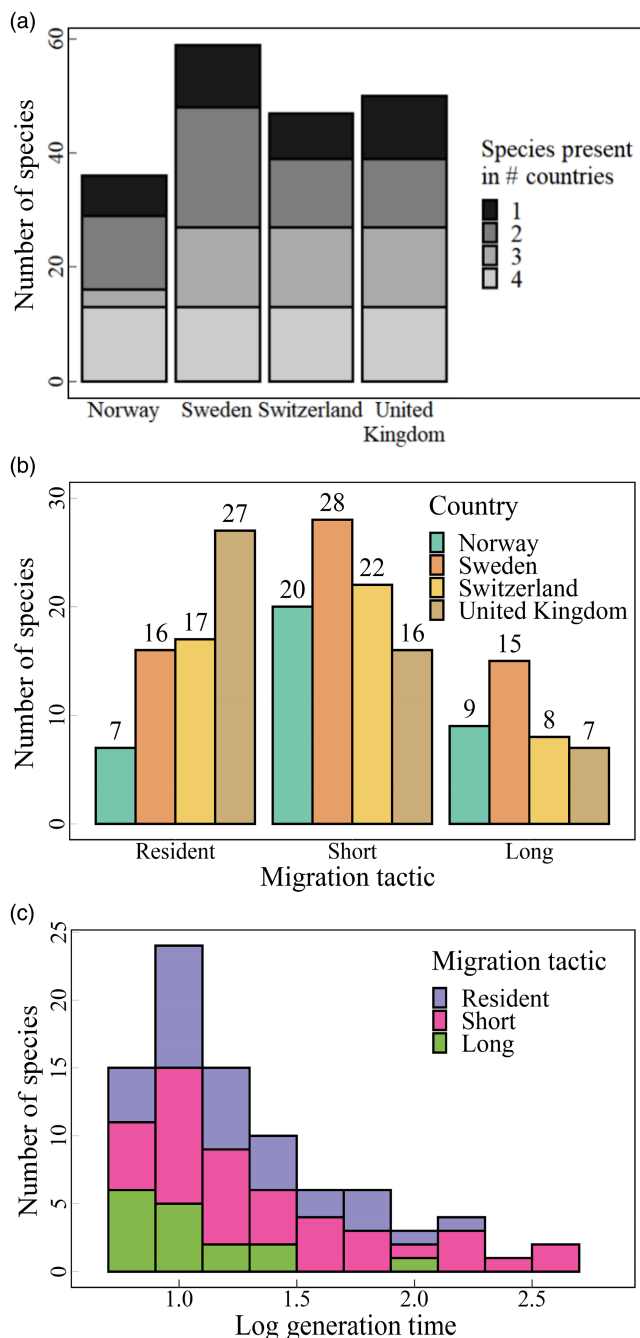 (a)
Number of species
60
40
20
0
Species present
in # countries
1
2
3
4
Norway Sweden Switzerland United
Kingdom
(b)
Number of species
30
20
10
0
Country
Norway
Sweden
Switzerland
United Kingdom
7 16 17 27
20 28 22 16
9 15 8 7
Resident Short Long
Migration tactic
(c)
Number of species
25
20
15
10
5
0
Migration tactic
Resident
Short
Long
1.0 1.5 2.0 2.5
Log generation time